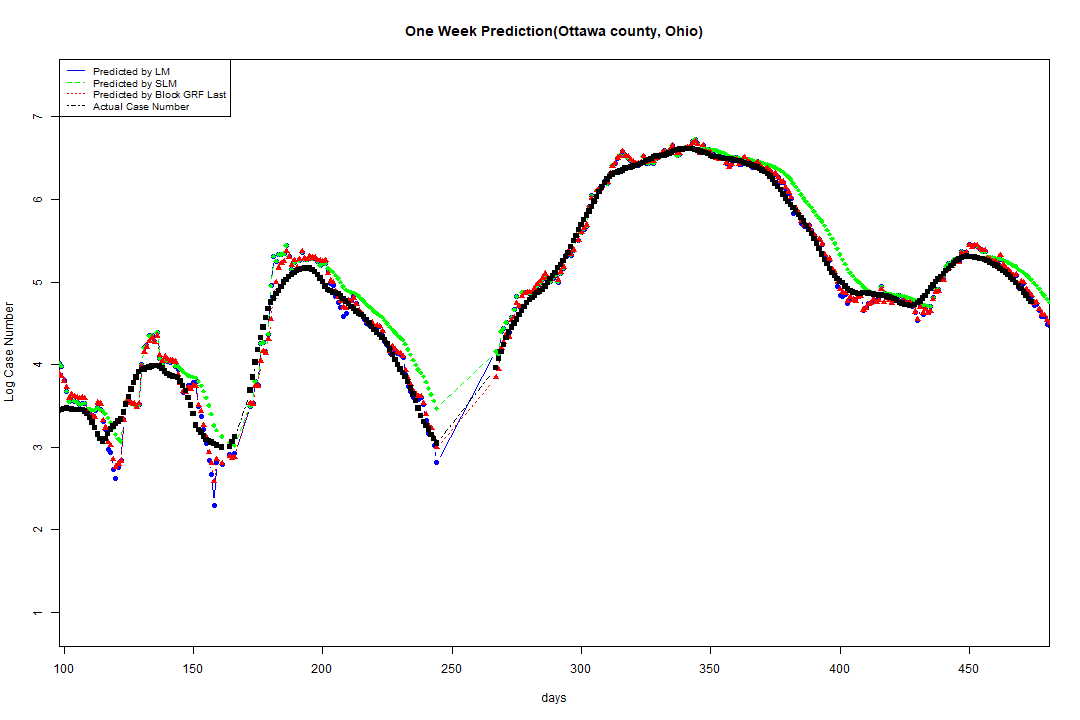 One Week Prediction(Ottawa county, Ohio)
Predicted by LM
Predicted by SLM
Predicted by Block GRF Last
Actual Case Number
7
6
5
4
3
2
1
Log Case Number
100 150 200 250 300 350 400 450
days